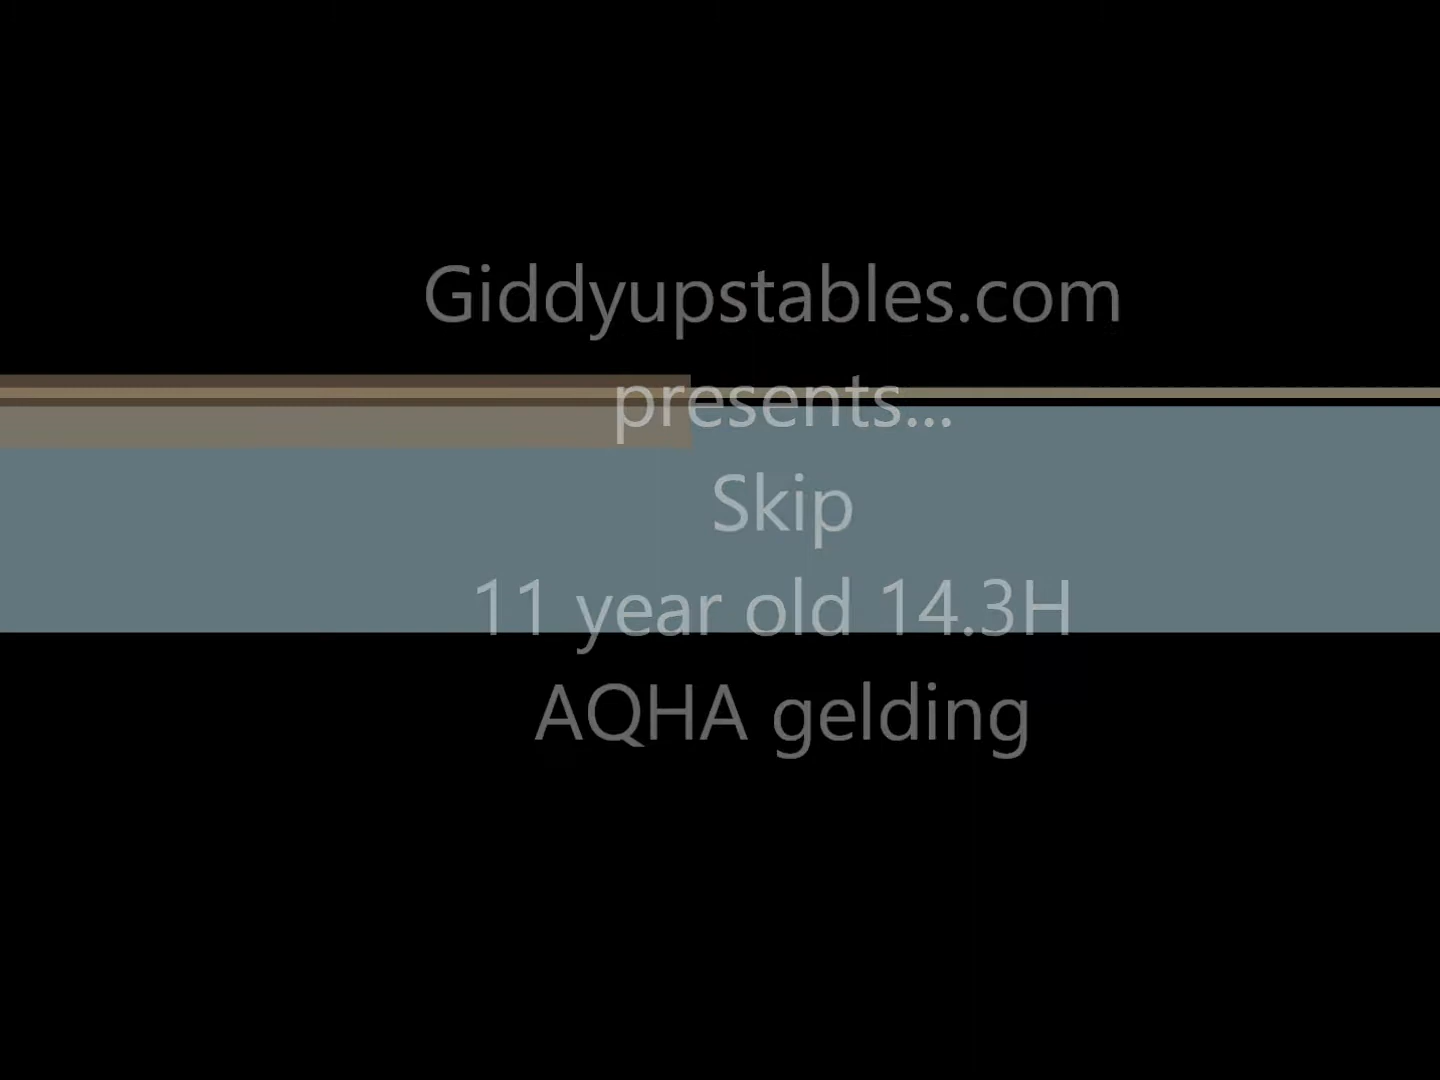 Giddyupstables.com
presents...
Skip
11 year old 14.3H
AQHA gelding